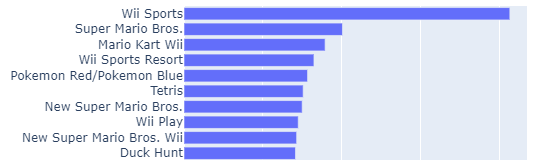 Wii Sports
Super Mario Bros.
Mario Kart Wii
Wii Sports Resort
Pokemon Red/Pokemon Blue
Tetris
New Super Mario Bros.
Wii Play
New Super Mario Bros. Wii
Duck Hunt